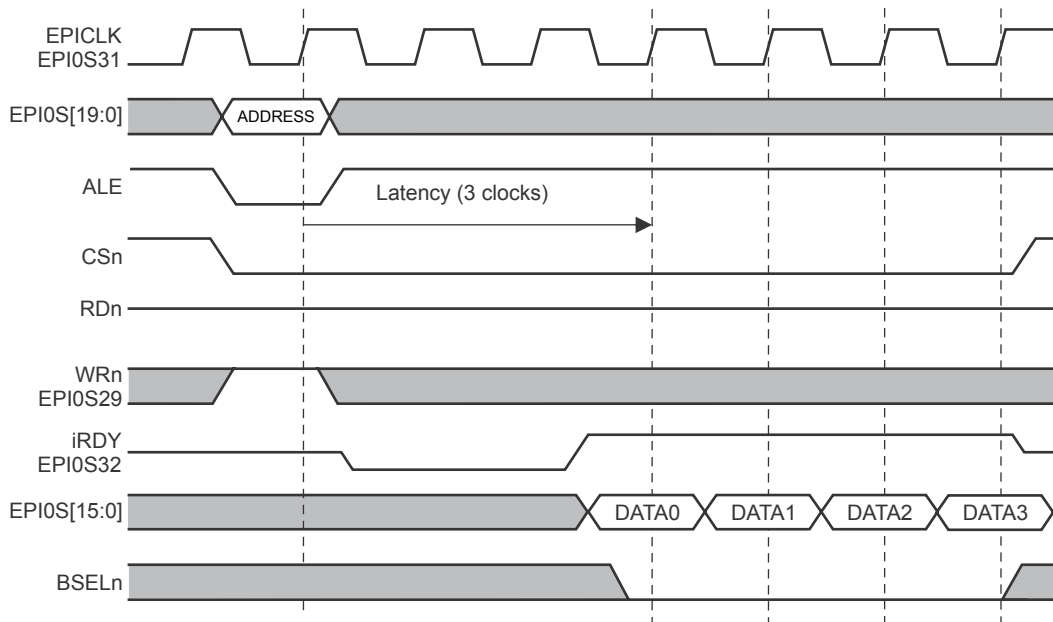 EPICLK
EPI0S31
EPI0S[19:0]
ADDRESS
ALE
Latency (3 clocks)
CSn
RDn
WRn
EPI0S29
iRDY
EPI0S32
EPI0S[15:0]
DATA0
DATA1
DATA2
DATA3
BSELn